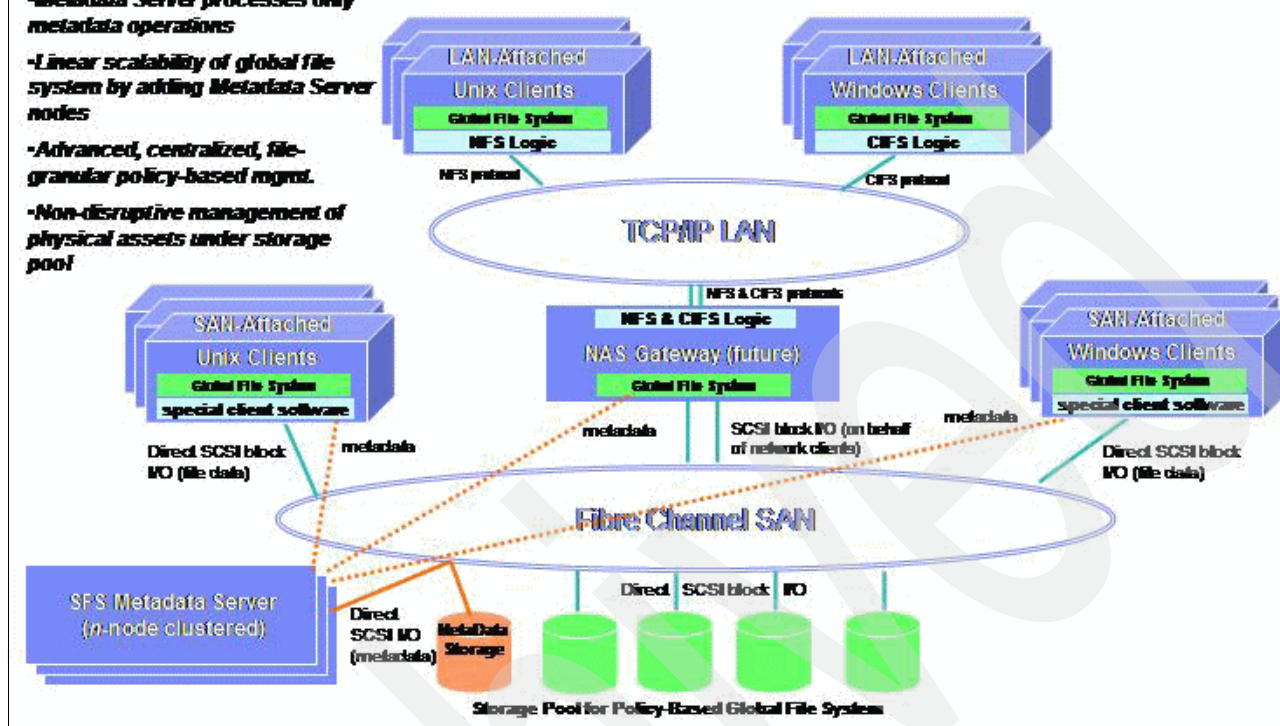 •Metadata Server processes only
metadata operations
•Linear scalability of global file
system by adding Metadata Server
nodes
•Advanced, centralized, file-
granular policy-based mgmt.
•Non-disruptive management of
physical assets under storage
pool
LAN-Attached
Unix Clients
Global File System
NFS Logic
NFS protocol
LAN-Attached
Windows Clients
Global File System
CIFS Logic
CIFS protocol
TCP/IP LAN
NFS & CIFS protocols
NFS & CIFS Logic
NAS Gateway (future)
Global File System
SAN-Attached
Unix Clients
Global File System
special client software
SAN-Attached
Windows Clients
Global File System
special client software
Direct SCSI block
I/O (file data)
metadata
metadata
SCSI block I/O (on behalf
of network clients)
metadata
Direct SCSI block
I/O (file data)
Fibre Channel SAN
SFS Metadata Server
(n-node clustered)
Direct
SCSI I/O
(metadata)
MetaData
Storage
Direct SCSI block I/O
Storage Pool for Policy-Based Global File System